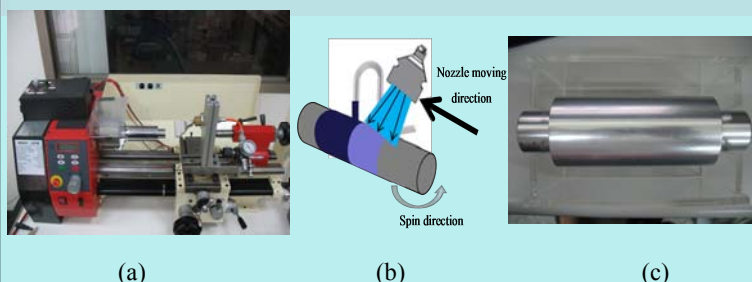 Nozzle moving
direction
Spin direction
(a)
(b)
(c)